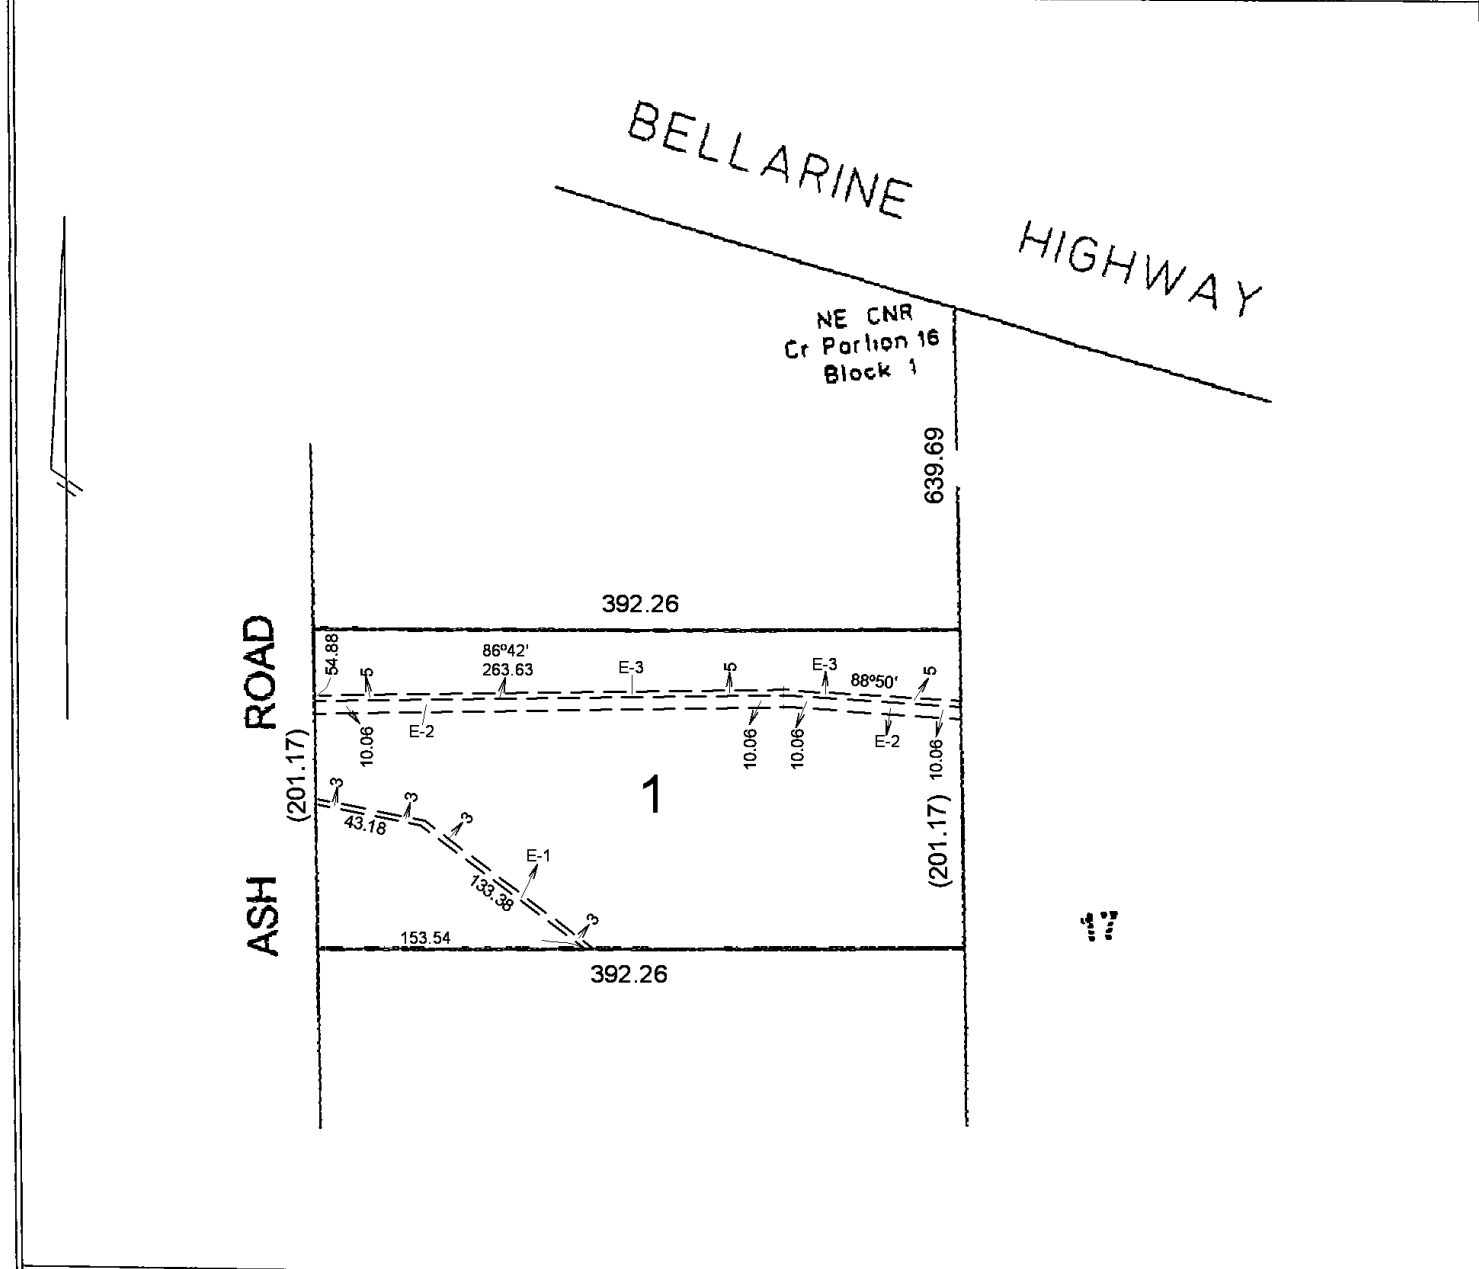 BELLARINE HIGHWAY
NE CNR
Cr Portion 16
Block 1
639.69
392.26
ASH ROAD
54.88
5
86°42'
263.63
E-3
5
E-3
88°50'
5
10.06
E-2
10.06
10.06
E-2
10.06
(201.17)
1
(201.17)
3
43.18
3
3
E-1
133.38
3
153.54
392.26